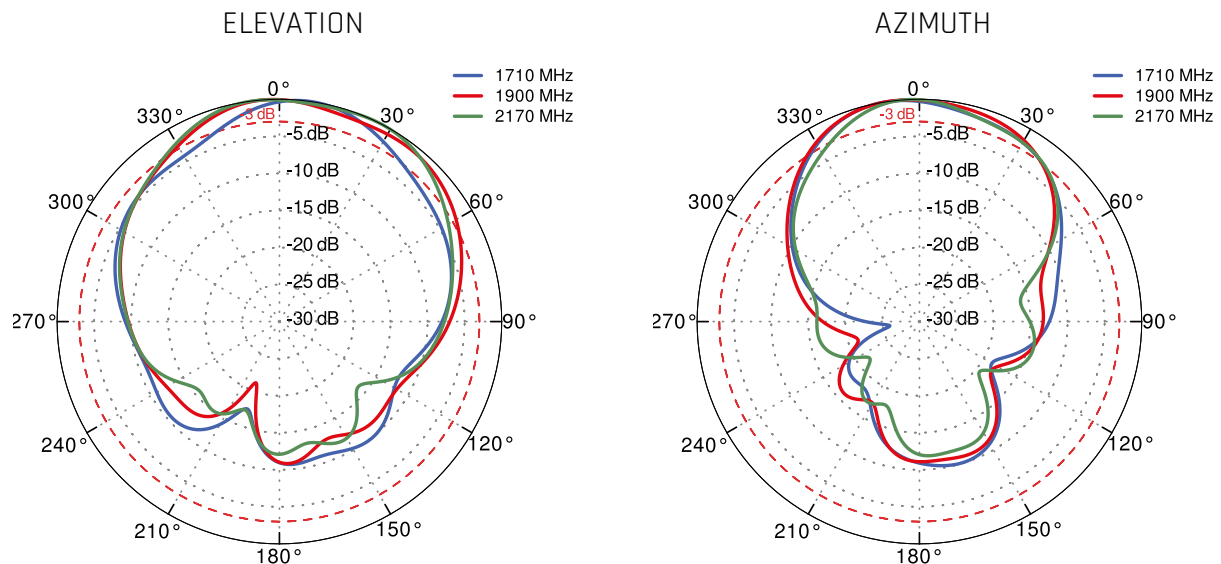 ELEVATION
1710 MHz
1900 MHz
2170 MHz
0°
330°
3 dB
30°
-5 dB
-10 dB
300°
60°
-15 dB
-20 dB
-25 dB
270°
-30 dB
90°
240°
120°
210°
150°
180°
AZIMUTH
1710 MHz
1900 MHz
2170 MHz
0°
330°
-3 dB
30°
-5 dB
-10 dB
300°
60°
-15 dB
-20 dB
-25 dB
270°
-30 dB
90°
240°
120°
210°
150°
180°